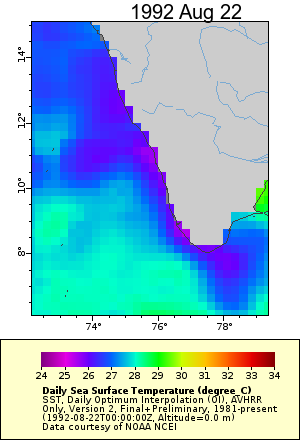 1992 Aug 22
14°
12°
10°
8°
74°
76°
78°
24 25 26 27 28 29 30 31 32 33 34
Daily Sea Surface Temperature (degree_C)
SST, Daily Optimum Interpolation (OI), AVHRR
Only, Version 2, Final+Preliminary, 1981-present
(1992-08-22T00:00:00Z, Altitude=0.0 m)
Data courtesy of NOAA NCEI